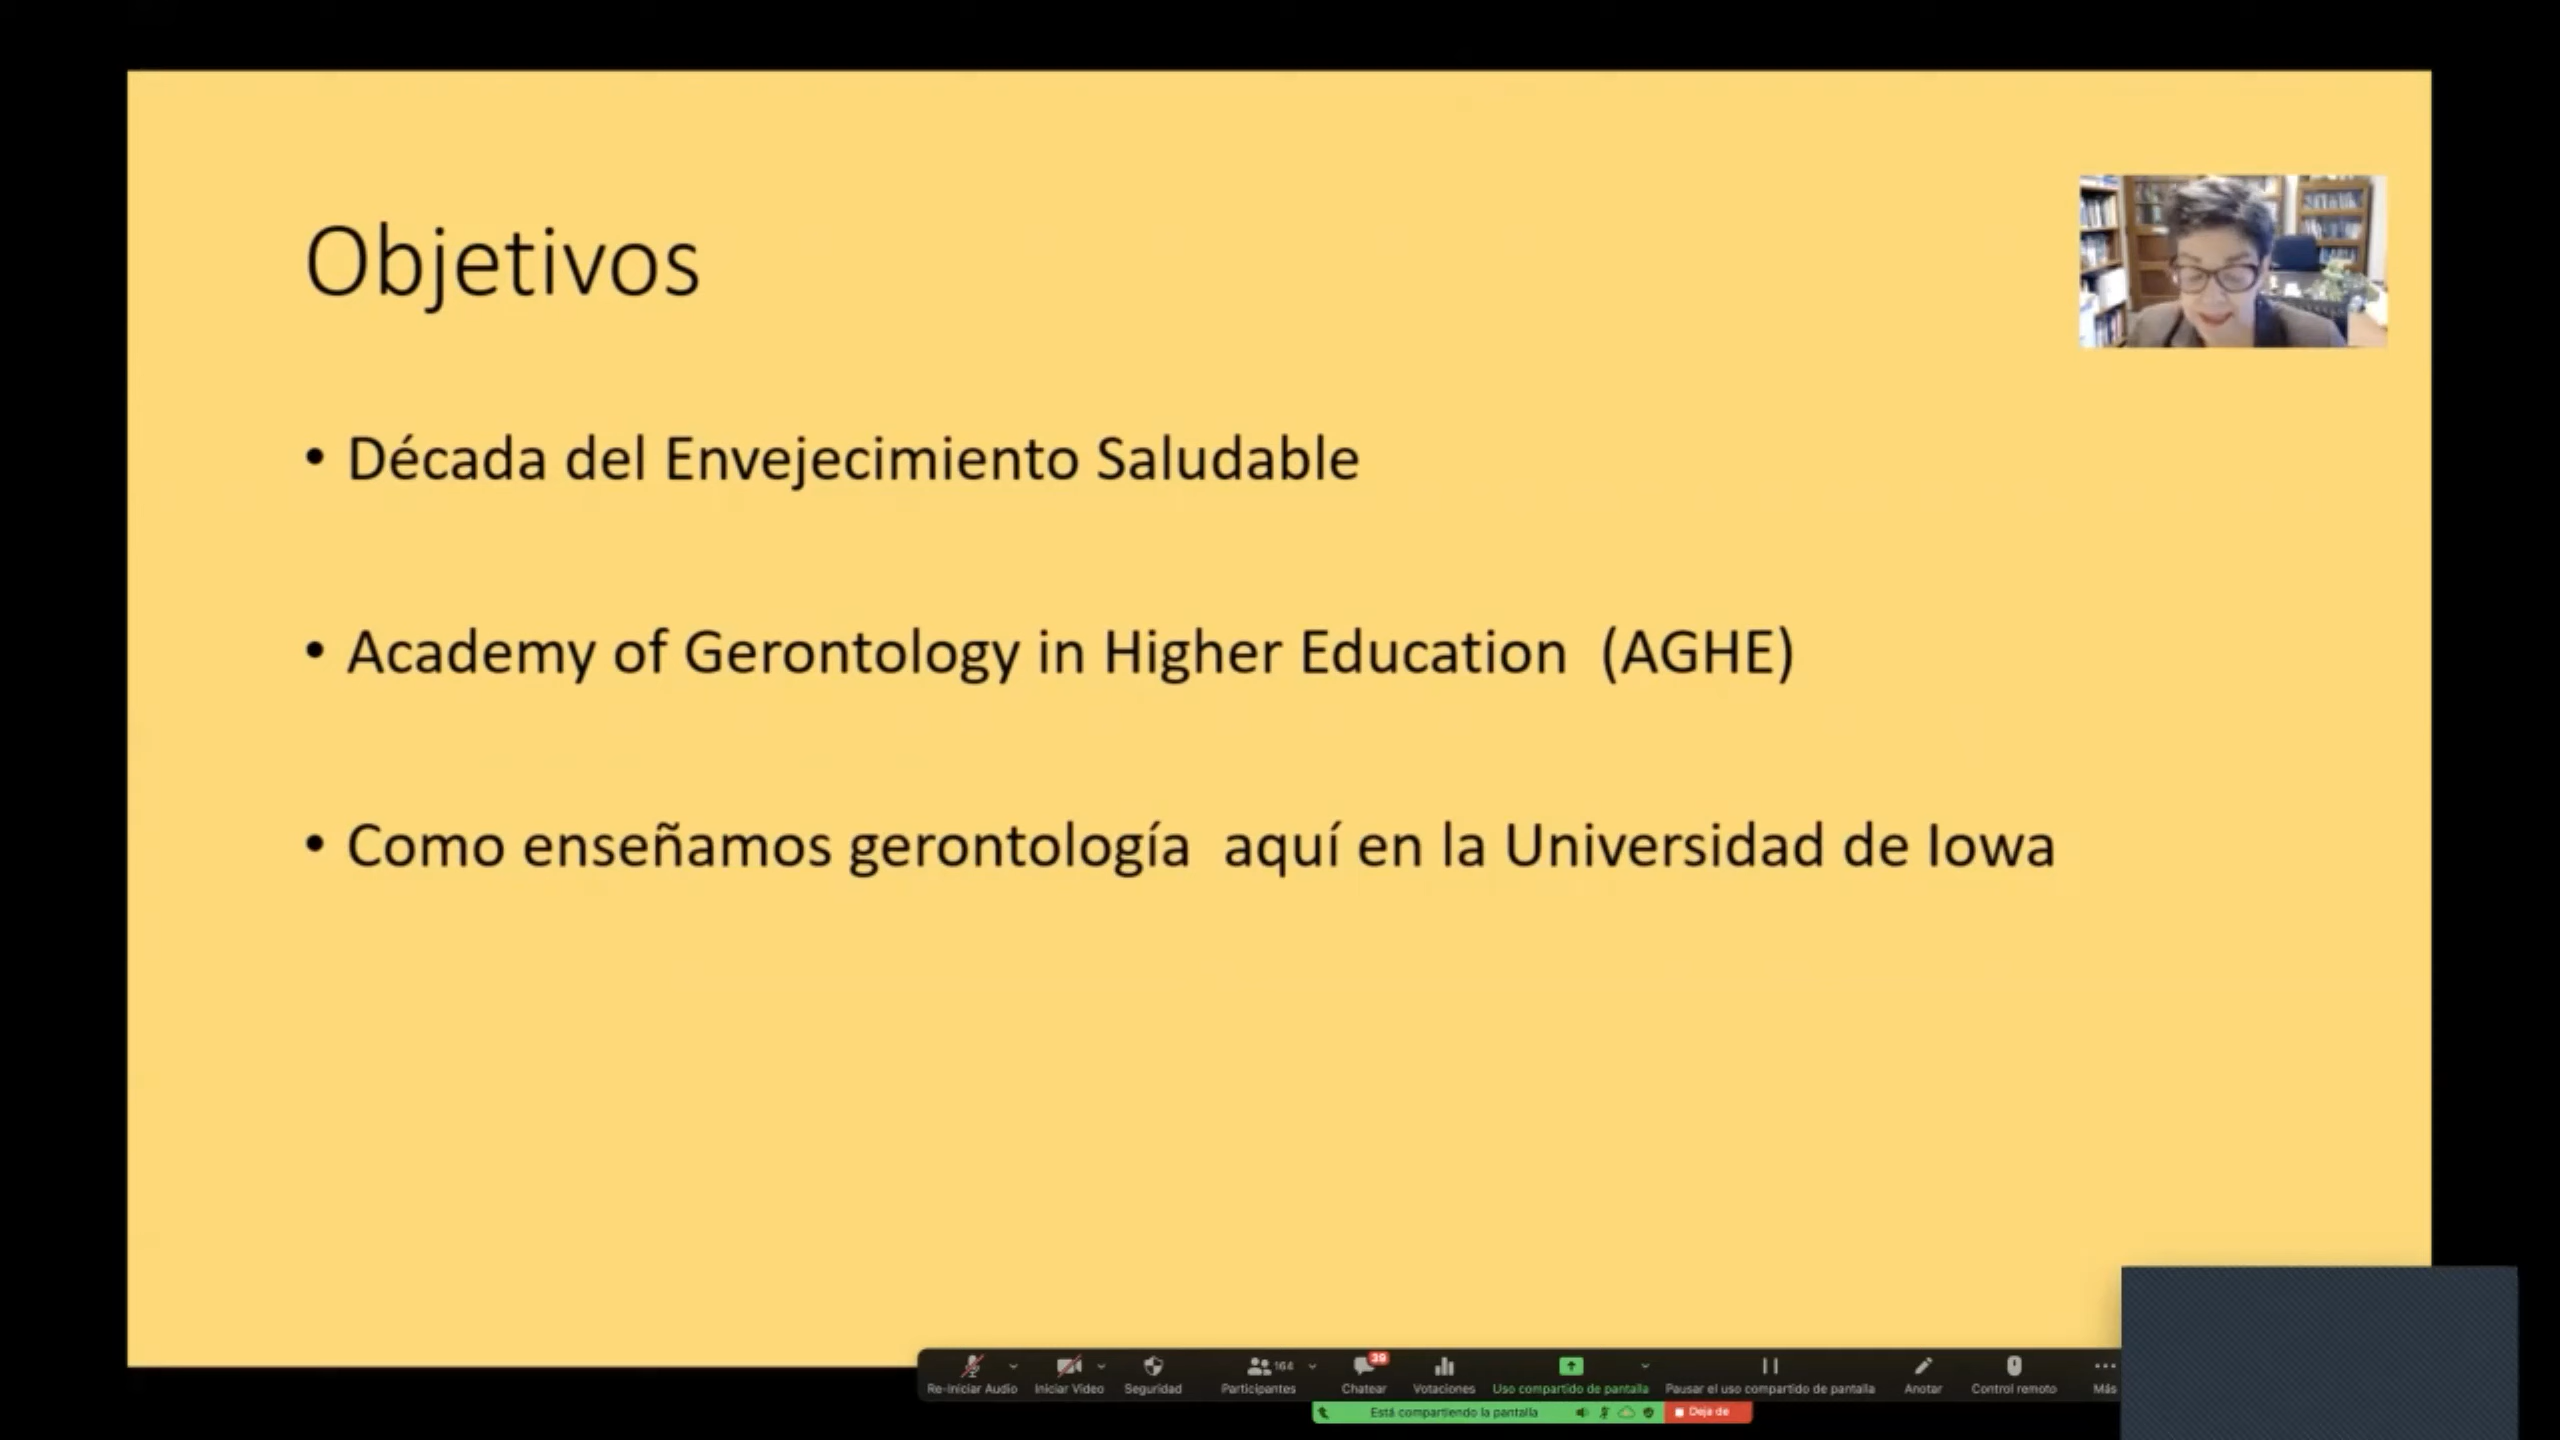 Objetivos
• Década del Envejecimiento Saludable
• Academy of Gerontology in Higher Education (AGHE)
• Como enseñamos gerontología aquí en la Universidad de Iowa
164
39
Re-Iniciar Audio Iniciar Video Seguridad Participantes Chatear Votaciones Uso compartido de pantalla Pausar el uso compartido de pantalla Anotar Control remoto Más
Está compartiendo la pantalla Deja de